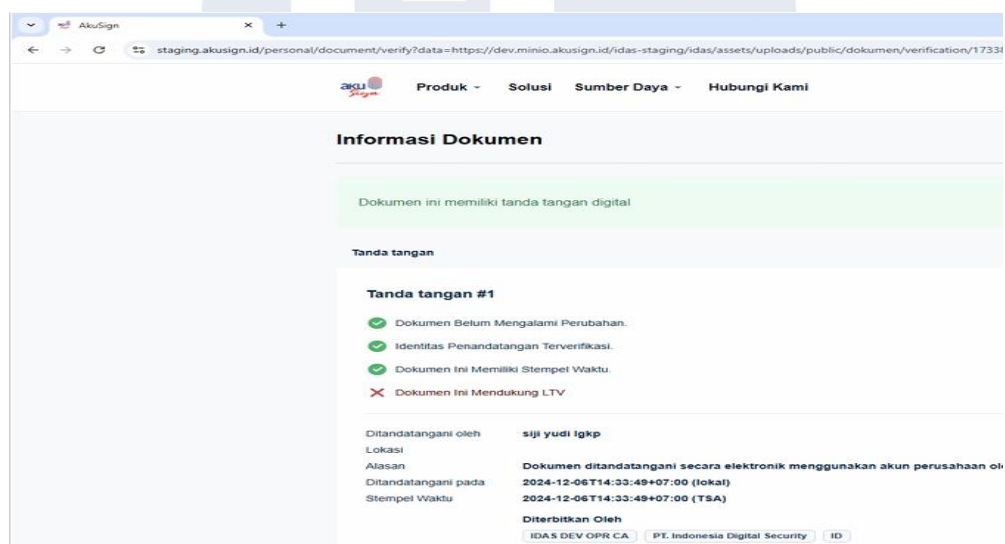 AkuSign
staging.akusign.id/personal/document/verify?data=https://dev.minio.akusign.id/idas-staging/idas/assets/uploads/public/dokumen/verification/17338
aku Sign Produk Solusi Sumber Daya Hubungi Kami
Informasi Dokumen
Dokumen ini memiliki tanda tangan digital
Tanda tangan
Tanda tangan #1
Dokumen Belum Mengalami Perubahan.
Identitas Penandatangan Terverifikasi.
Dokumen Ini Memiliki Stempel Waktu.
Dokumen Ini Mendukung LTV
Ditandatangani oleh siji yudi lgkp
Lokasi
Alasan Dokumen ditandatangani secara elektronik menggunakan akun perusahaan ol
Ditandatangani pada 2024-12-06T14:33:49+07:00 (lokal)
Stempel Waktu 2024-12-06T14:33:49+07:00 (TSA)
Diterbitkan Oleh
IDAS DEV OPR CA PT. Indonesia Digital Security ID